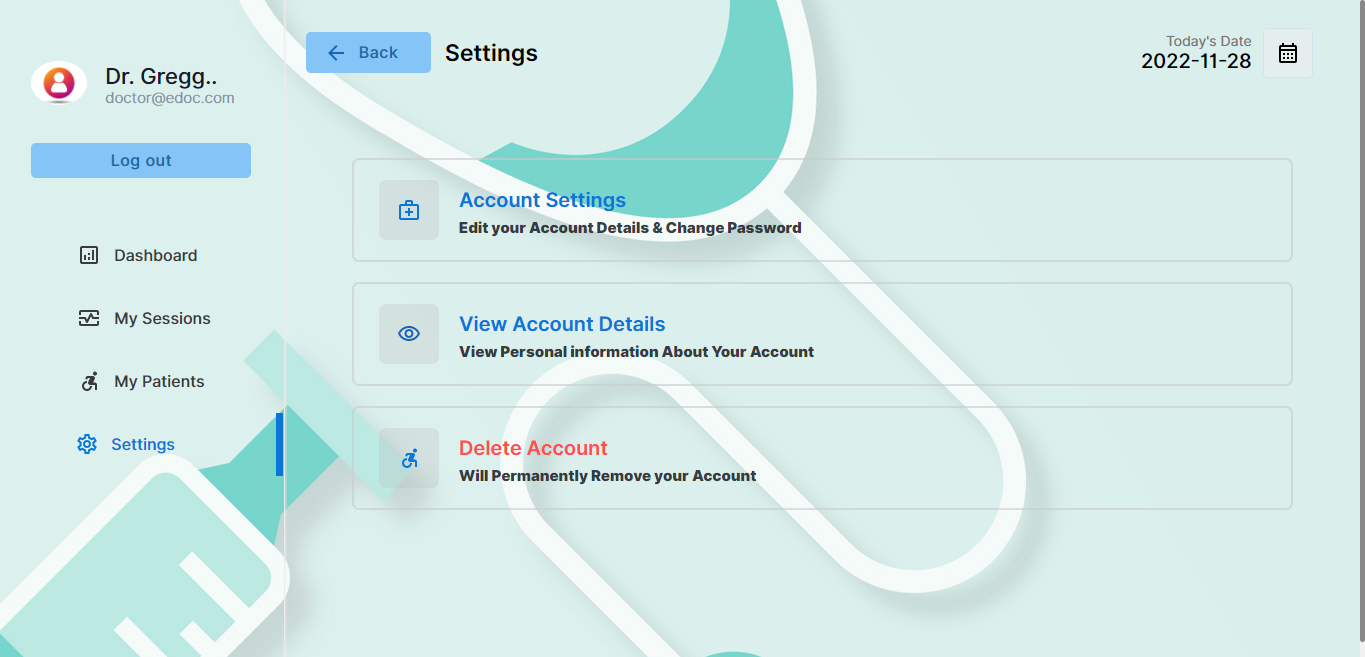 Dr. Gregg..
doctor@edoc.com
Log out
Dashboard
My Sessions
My Patients
Settings
Back
Settings
Today's Date
2022-11-28
Account Settings
Edit your Account Details & Change Password
View Account Details
View Personal information About Your Account
Delete Account
Will Permanently Remove your Account